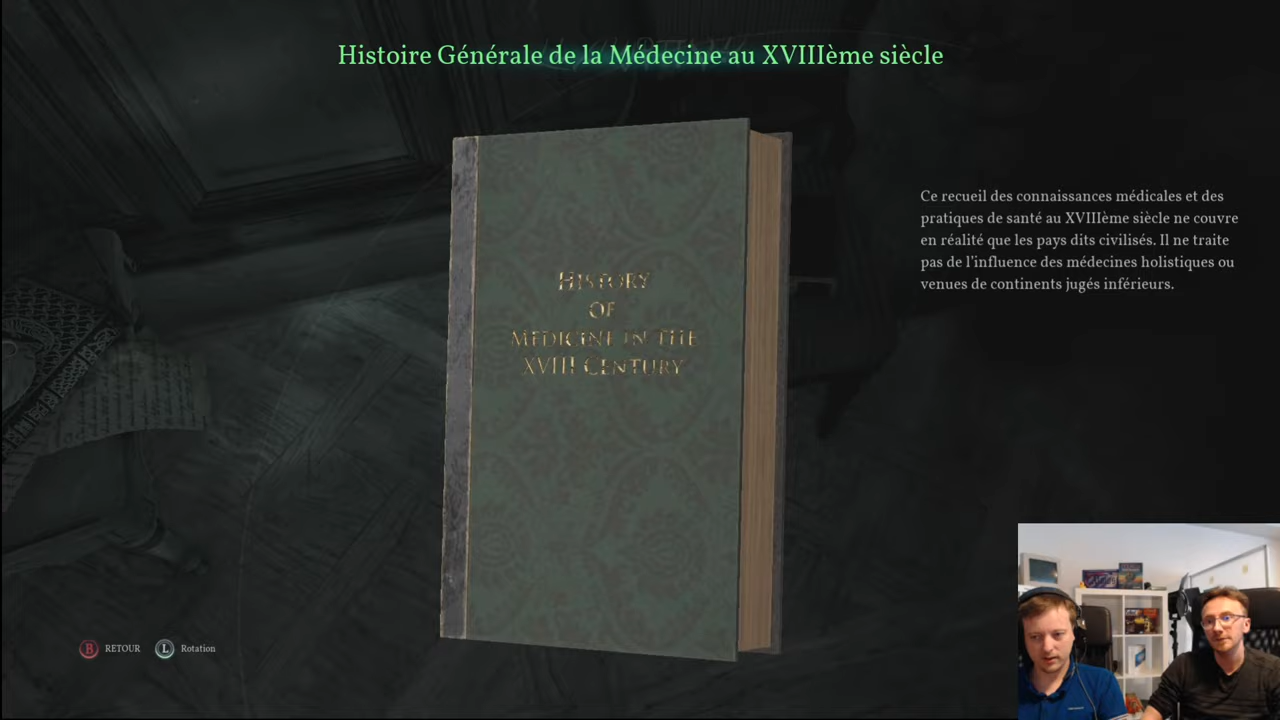 Histoire Générale de la Médecine au XVIIIème siècle
HISTORY
OF
MEDICINE IN THE
XVIII CENTURY
Ce recueil des connaissances médicales et des
pratiques de santé au XVIIIème siècle ne couvre
en réalité que les pays dits civilisés. Il ne traite
pas de l'influence des médecines holistiques ou
venues de continents jugés inférieurs.
B RETOUR L Rotation